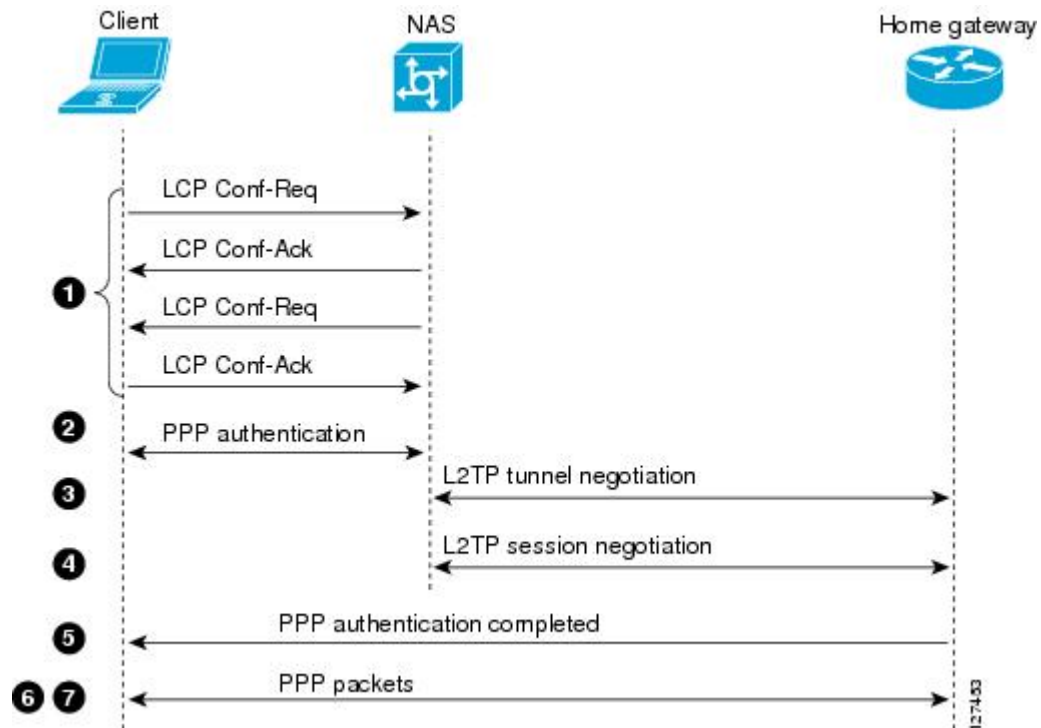 Client
NAS
Home gateway
LCP Conf-Req
LCP Conf-Ack
1
LCP Conf-Req
LCP Conf-Ack
2
PPP authentication
L2TP tunnel negotiation
3
L2TP session negotiation
4
PPP authentication completed
5
PPP packets
6 7
127453